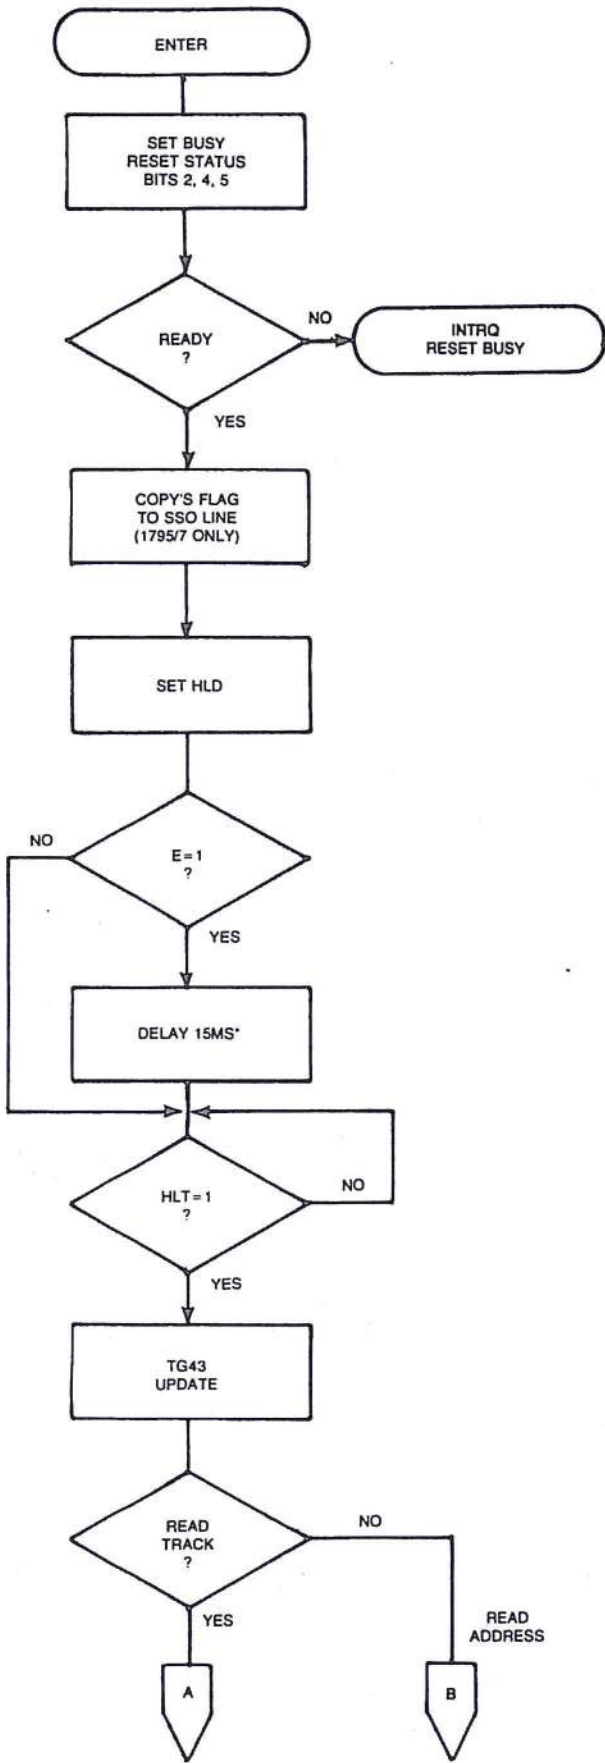 ENTER
SET BUSY
RESET STATUS
BITS 2, 4, 5
READY
?
NO
INTRQ
RESET BUSY
YES
COPY'S FLAG
TO SSO LINE
(1795/7 ONLY)
SET HLD
NO
E=1
?
YES
DELAY 15MS*
HLT=1
?
NO
YES
TG43
UPDATE
READ
TRACK
?
NO
YES
READ
ADDRESS
A
B